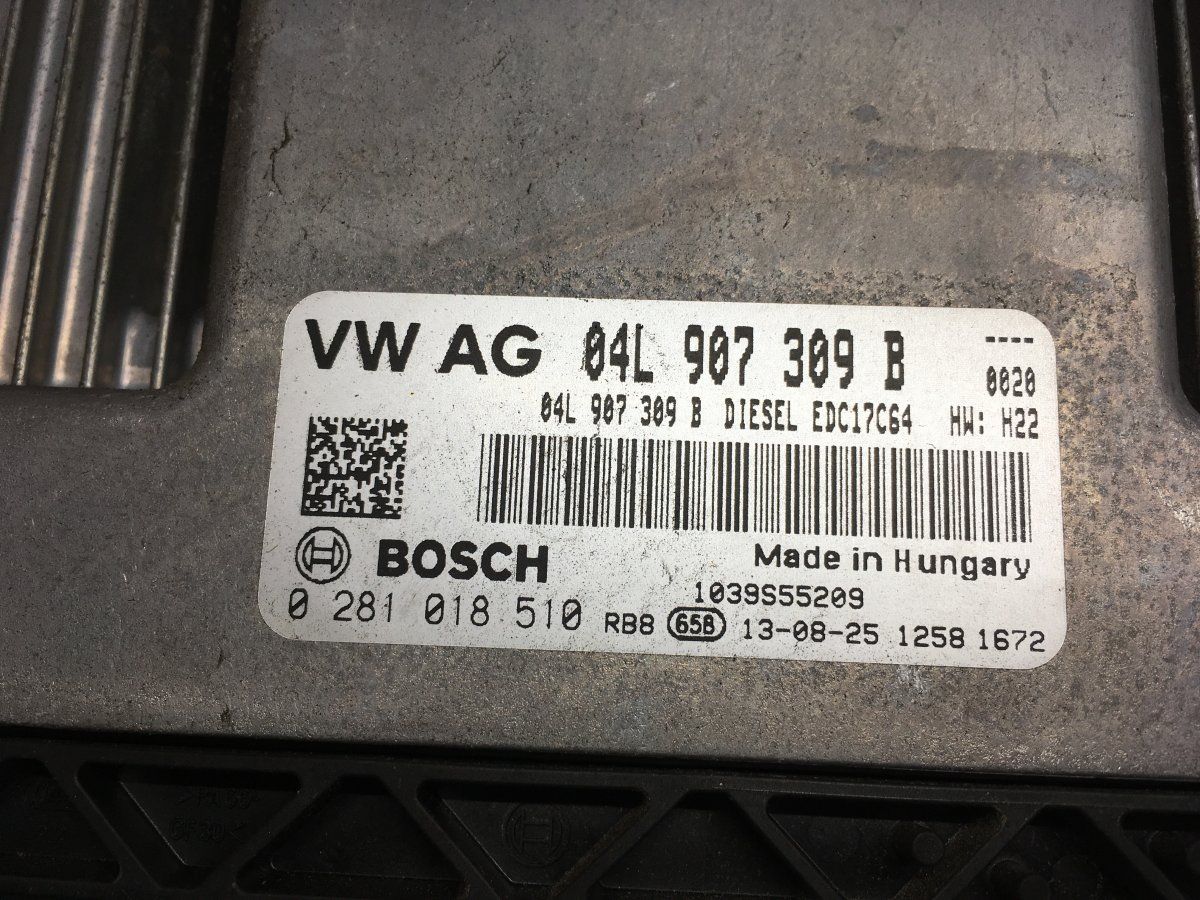 VW AG 04L 907 309 B ----
0020
04L 907 309 B DIESEL EDC17C64 HW: H22
BOSCH
Made in Hungary
1039S55209
0 281 018 510 RB8 65B 13-08-25 1258 1672